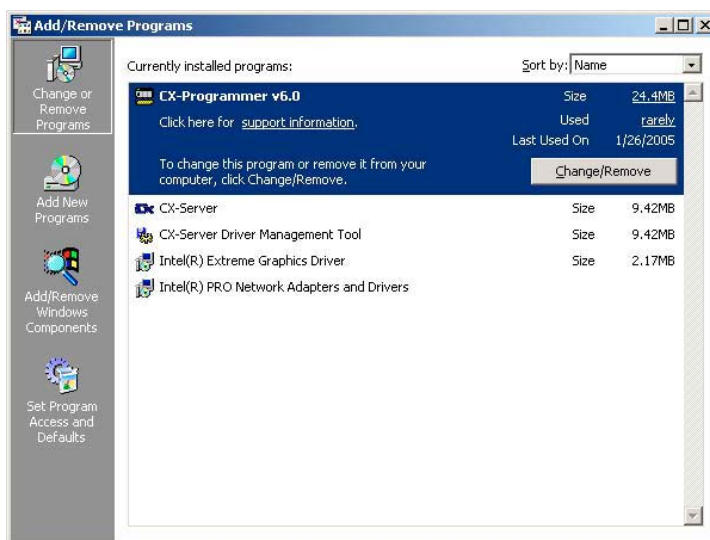 Add/Remove Programs
Change or
Remove
Programs
Add New
Programs
Add/Remove
Windows
Components
Set Program
Access and
Defaults
Currently installed programs:
Sort by: Name
CX-Programmer v6.0 Size 24.4MB
Click here for support information. Used rarely
Last Used On 1/26/2005
To change this program or remove it from your
computer, click Change/Remove.
Change/Remove
CX-Server Size 9.42MB
CX-Server Driver Management Tool Size 9.42MB
Intel(R) Extreme Graphics Driver Size 2.17MB
Intel(R) PRO Network Adapters and Drivers